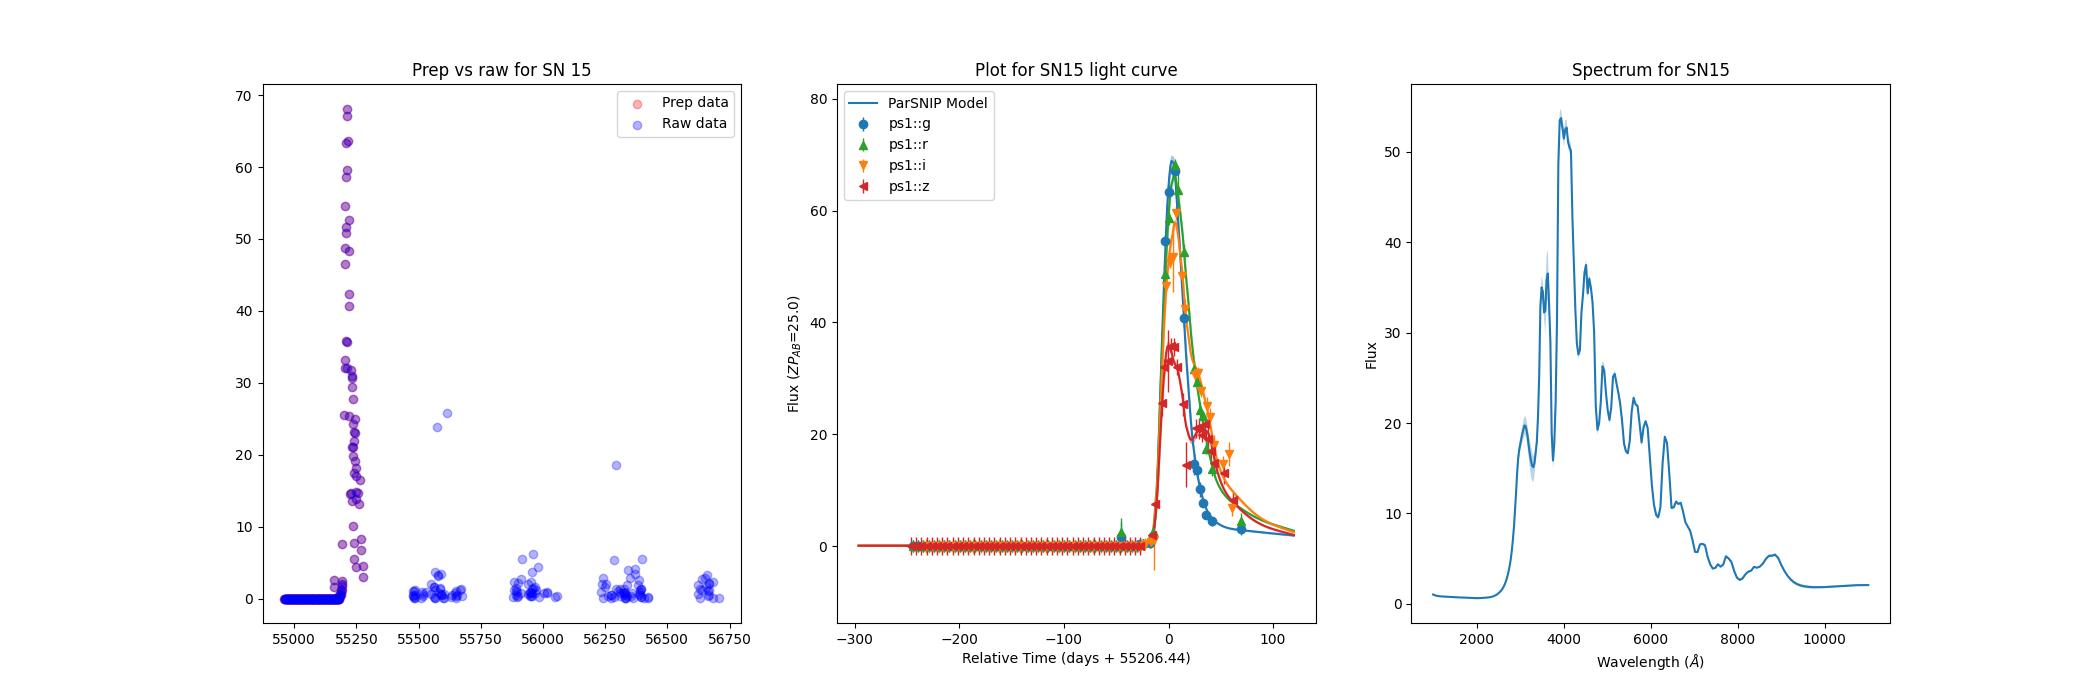 Prep vs raw for SN 15
70
60
50
40
30
20
10
0
55000 55250 55500 55750 56000 56250 56500 56750
Prep data
Raw data
Plot for SN15 light curve
Flux (ZP_AB=25.0)
80
60
40
20
0
−300 −200 −100 0 100
Relative Time (days + 55206.44)
ParSNIP Model
ps1::g
ps1::r
ps1::i
ps1::z
Spectrum for SN15
Flux
50
40
30
20
10
0
2000 4000 6000 8000 10000
Wavelength (Å)